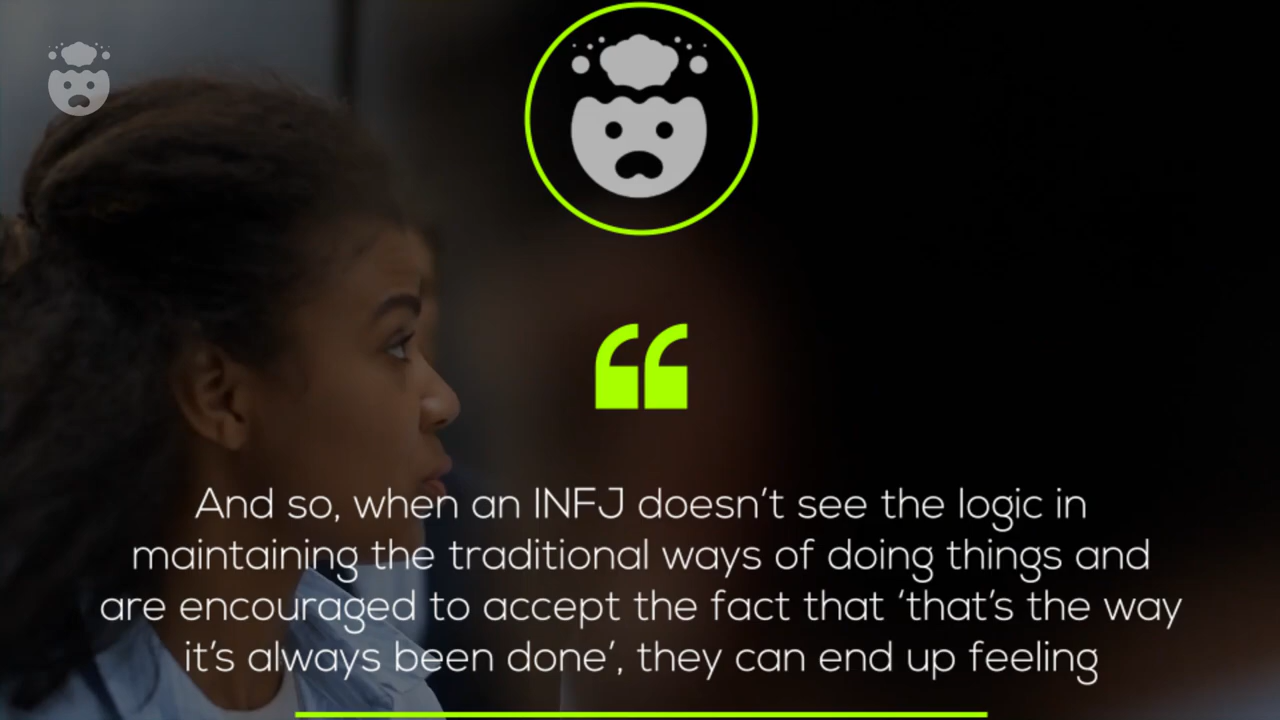 And so, when an INFJ doesn’t see the logic in
maintaining the traditional ways of doing things and
are encouraged to accept the fact that ‘that’s the way
it’s always been done’, they can end up feeling